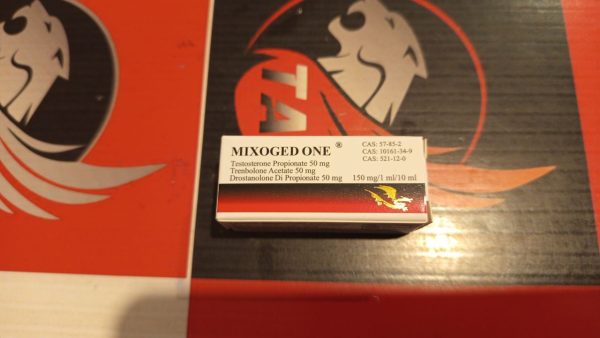 TA
MIXOGED ONE ®
Testosterone Propionate 50 mg
Trenbolone Acetate 50 mg
Drostanolone Di Propionate 50 mg 150 mg/1 ml/10 ml
CAS: 57-85-2
CAS: 10161-34-9
CAS: 521-12-0